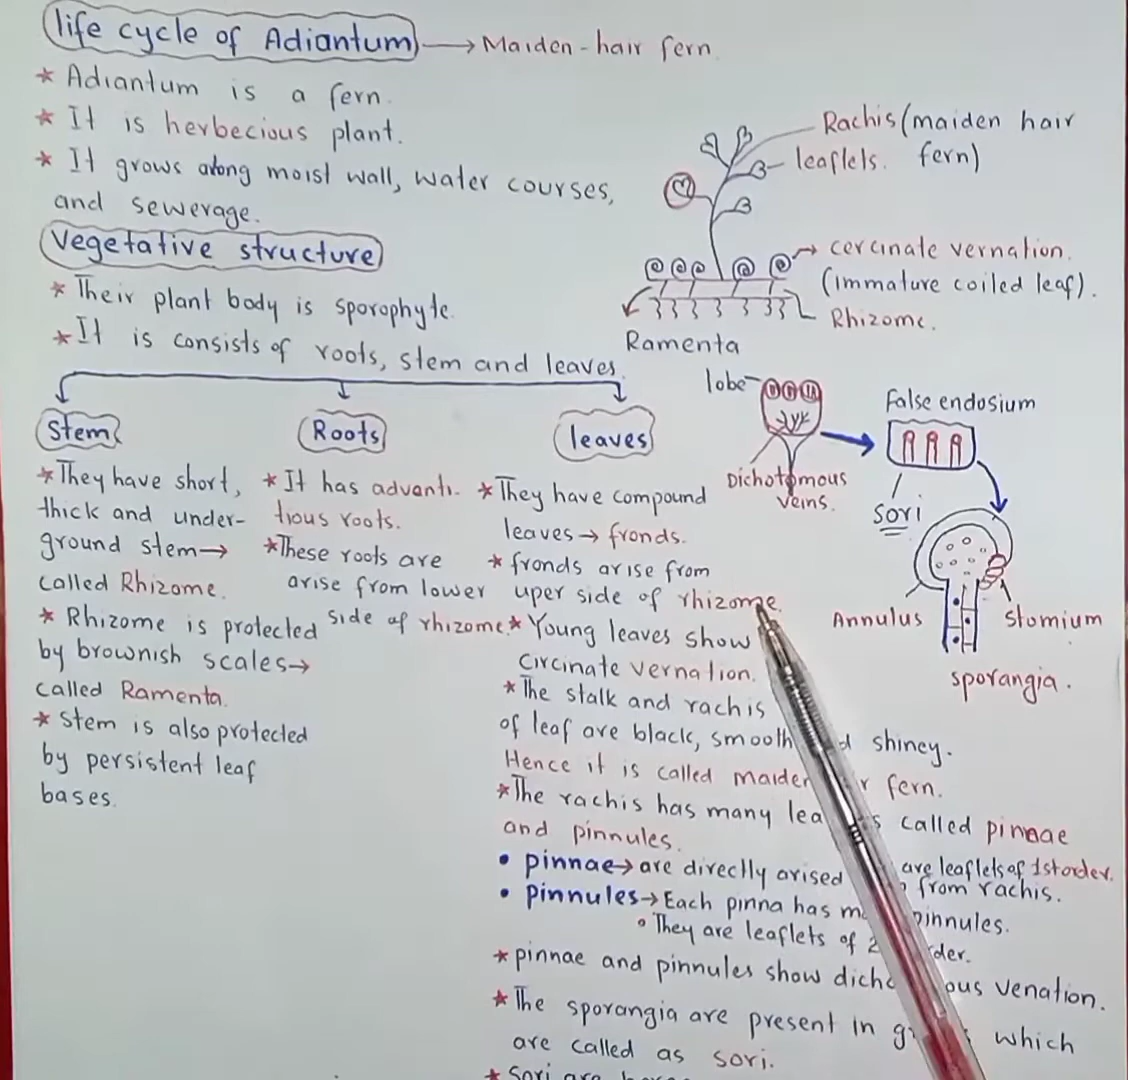 life cycle of Adiantum → Maiden-hair fern.
* Adiantum is a fern.
* It is herbecious plant.
* It grows along moist wall, water courses,
and sewerage.
Rachis (maiden hair
fern)
leaflets.
cercinate vernation.
(immature coiled leaf).
Rhizome.
Ramenta
Vegetative structure
* Their plant body is sporophyte.
* It is consists of roots, stem and leaves.
lobe
Dichotomous
veins.
False endosium
sori
Annulus
Stomium
sporangia.
Stem
* They have short,
thick and under-
ground stem →
called Rhizome.
* Rhizome is protected
by brownish scales →
called Ramenta.
* Stem is also protected
by persistent leaf
bases.
Roots
* It has advanti-
tious roots.
* These roots are
arise from lower
side of rhizome.
leaves
* They have compound
leaves → fronds.
* fronds arise from
uper side of rhizome.
* Young leaves show
circinate vernation.
* The stalk and rachis
of leaf are black, smooth shiney.
Hence it is called maiden fern.
* The rachis has many called pinnae
and pinnules.
• pinnae → are directly arised from rachis.
are leaflets of 1st order.
• pinnules → Each pinna has pinnules.
• They are leaflets of
* pinnae and pinnules show venation.
* The sporangia are present in which
are called as sori.
* Sori are